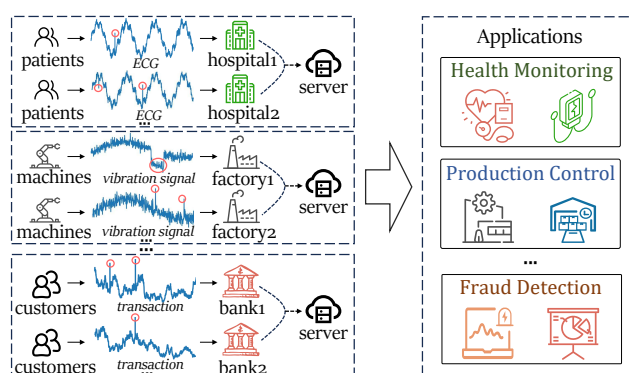 patients
ECG
hospital1
server
patients
ECG
hospital2
...
machines
vibration signal
factory1
server
machines
vibration signal
factory2
...
...
customers
transaction
bank1
server
customers
transaction
bank2
...
Applications
Health Monitoring
Production Control
...
Fraud Detection